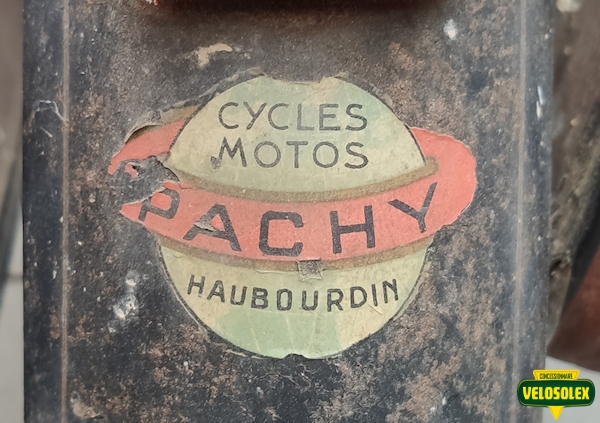 CYCLES
MOTOS
PACHY
HAUBOURDIN
CONCESSIONNAIRE
VELOSOLEX